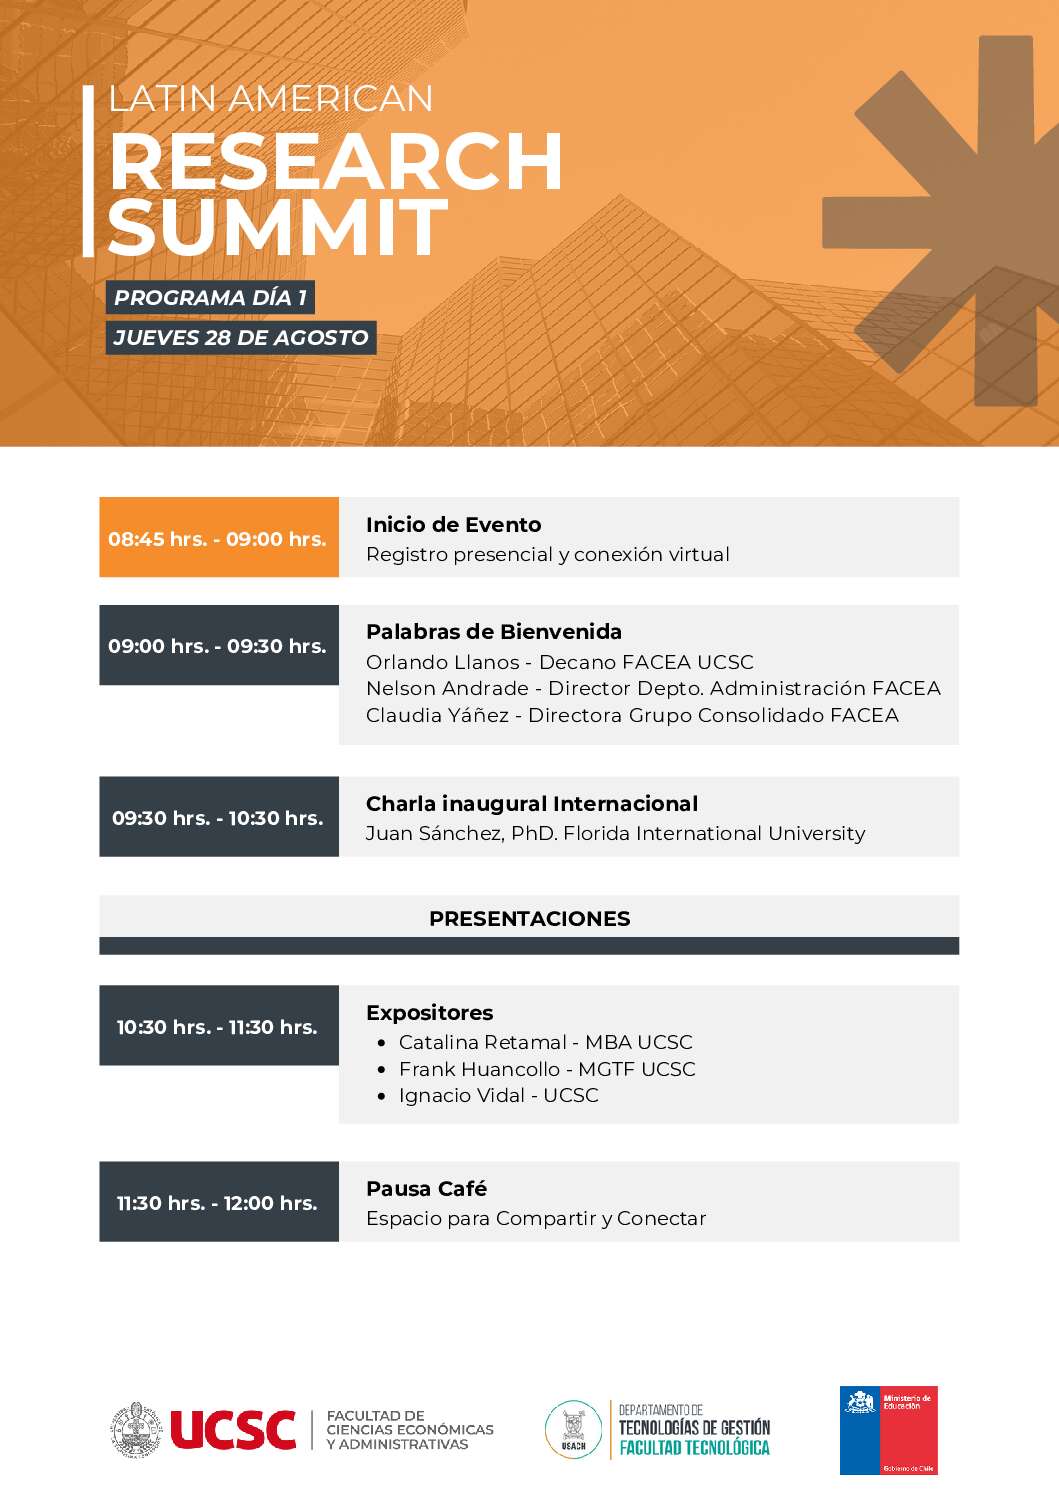 LATIN AMERICAN
RESEARCH
SUMMIT
PROGRAMA DÍA 1
JUEVES 28 DE AGOSTO
08:45 hrs. - 09:00 hrs.
Inicio de Evento
Registro presencial y conexión virtual
09:00 hrs. - 09:30 hrs.
Palabras de Bienvenida
Orlando Llanos - Decano FACEA UCSC
Nelson Andrade - Director Depto. Administración FACEA
Claudia Yáñez - Directora Grupo Consolidado FACEA
09:30 hrs. - 10:30 hrs.
Charla inaugural Internacional
Juan Sánchez, PhD. Florida International University
PRESENTACIONES
10:30 hrs. - 11:30 hrs.
Expositores
• Catalina Retamal - MBA UCSC
• Frank Huancollo - MGTF UCSC
• Ignacio Vidal - UCSC
11:30 hrs. - 12:00 hrs.
Pausa Café
Espacio para Compartir y Conectar
UCSC
FACULTAD DE
CIENCIAS ECONÓMICAS
Y ADMINISTRATIVAS
USACH
DEPARTAMENTO DE
TECNOLOGÍAS DE GESTIÓN
FACULTAD TECNOLÓGICA
Ministerio de
Educación
Gobierno de Chile